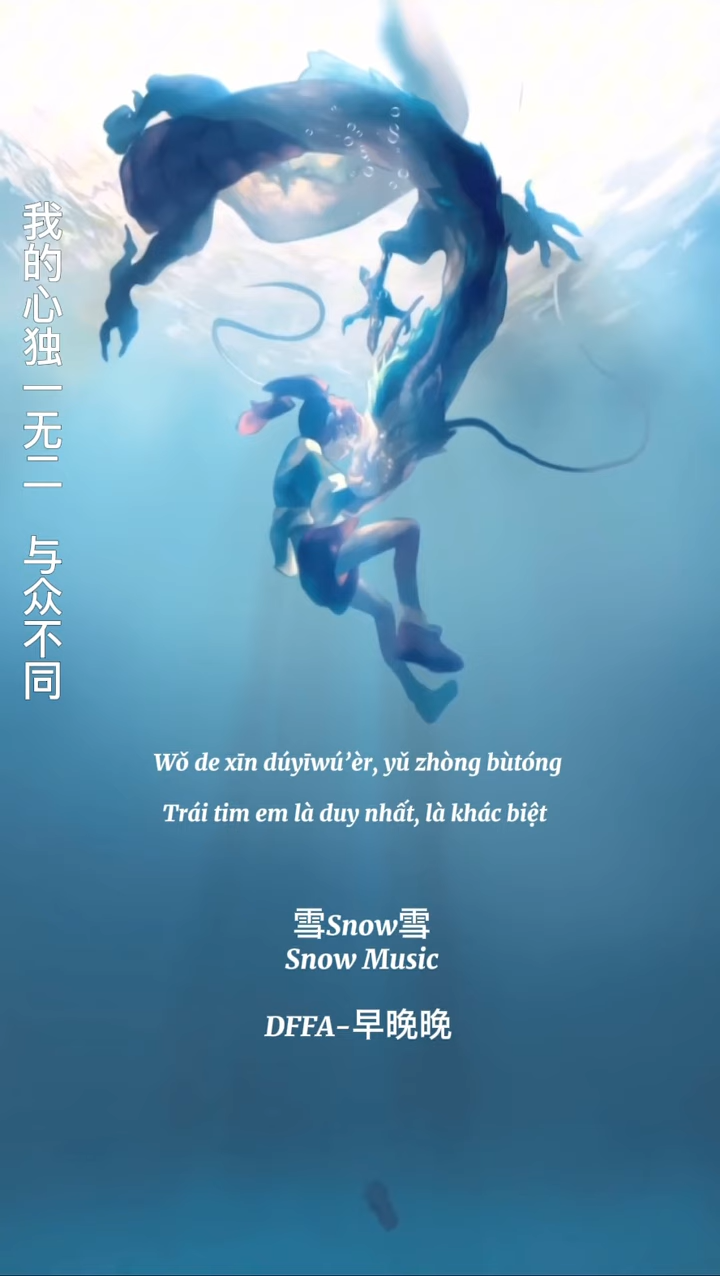 我的心独一无二 与众不同
Wǒ de xīn dúyīwú’èr, yǔ zhòng bùtóng
Trái tim em là duy nhất, là khác biệt
雪Snow雪
Snow Music
DFFA-早晚晚